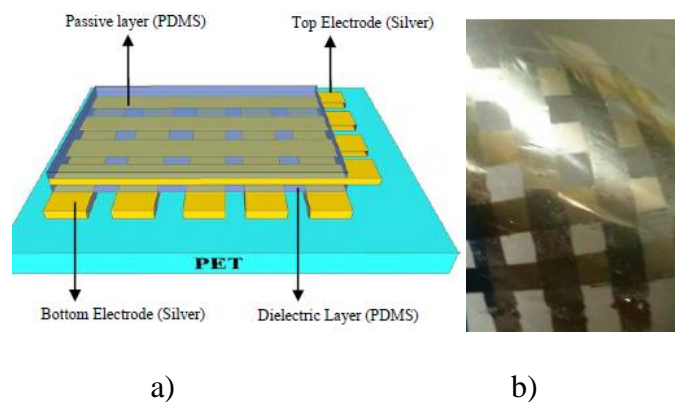 Passive layer (PDMS)
Top Electrode (Silver)
PET
Bottom Electrode (Silver)
Dielectric Layer (PDMS)
a)
b)